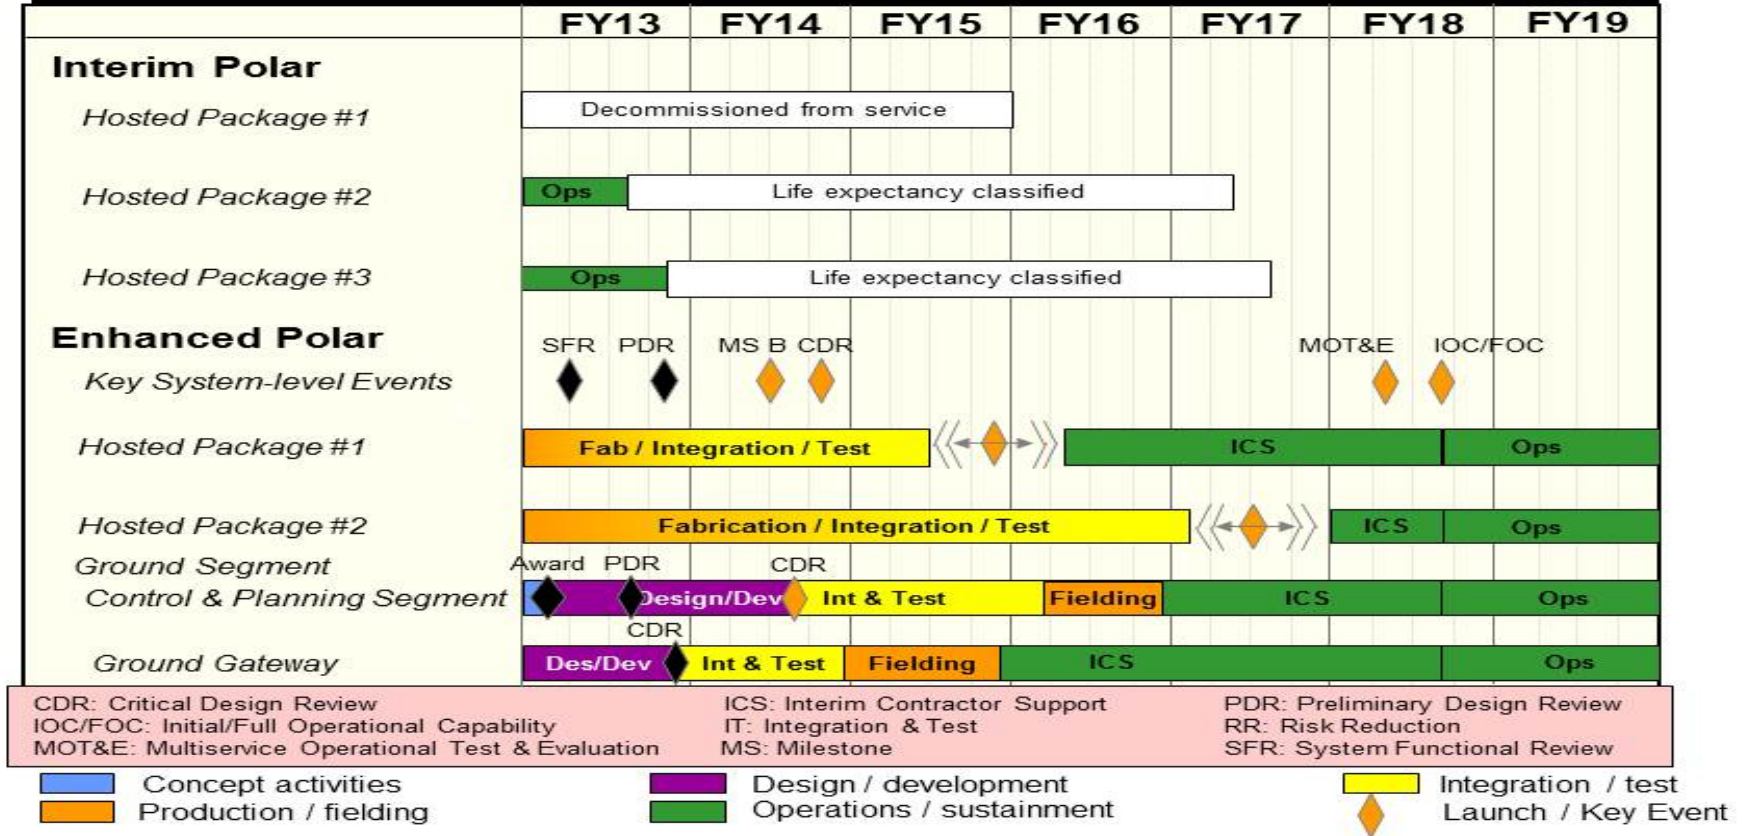 FY13 FY14 FY15 FY16 FY17 FY18 FY19
Interim Polar
Hosted Package #1 Decommissioned from service
Hosted Package #2 Ops Life expectancy classified
Hosted Package #3 Ops Life expectancy classified
Enhanced Polar SFR PDR MS B CDR MOT&E IOC/FOC
Key System-level Events
Hosted Package #1 Fab / Integration / Test ICS Ops
Hosted Package #2 Fabrication / Integration / Test ICS Ops
Ground Segment Award PDR CDR
Control & Planning Segment Design/Dev Int & Test Fielding ICS Ops
CDR
Ground Gateway Des/Dev Int & Test Fielding ICS Ops
CDR: Critical Design Review ICS: Interim Contractor Support PDR: Preliminary Design Review
IOC/FOC: Initial/Full Operational Capability IT: Integration & Test RR: Risk Reduction
MOT&E: Multiservice Operational Test & Evaluation MS: Milestone SFR: System Functional Review
Concept activities Design / development Integration / test
Production / fielding Operations / sustainment Launch / Key Event